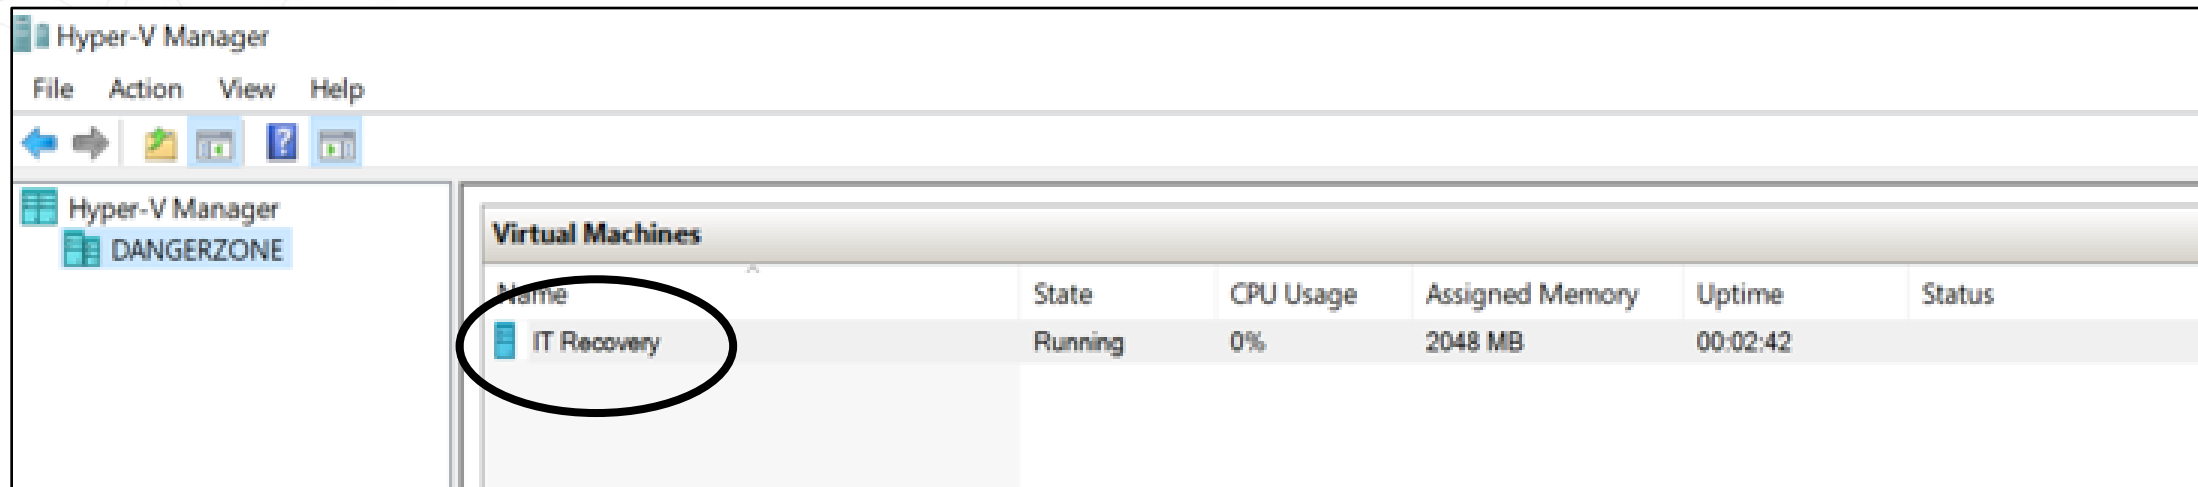 Hyper-V Manager
File Action View Help
Hyper-V Manager
DANGERZONE
Virtual Machines
Name State CPU Usage Assigned Memory Uptime Status
IT Recovery Running 0% 2048 MB 00:02:42